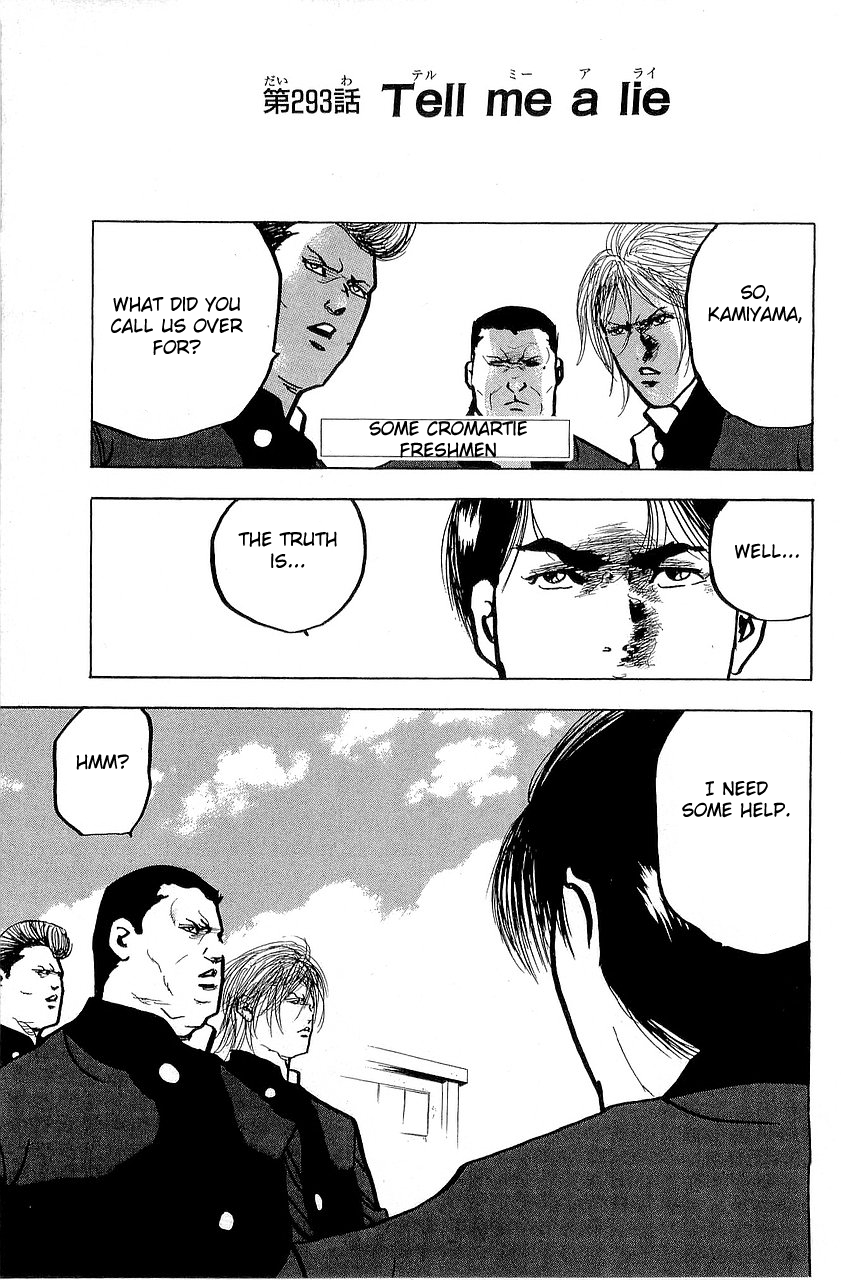 だい わ テル ミー ア ライ
第293話 Tell me a lie
SO,
KAMIYAMA,
WHAT DID YOU
CALL US OVER
FOR?
SOME CROMARTIE
FRESHMEN
WELL...
THE TRUTH
IS...
I NEED
SOME HELP.
HMM?